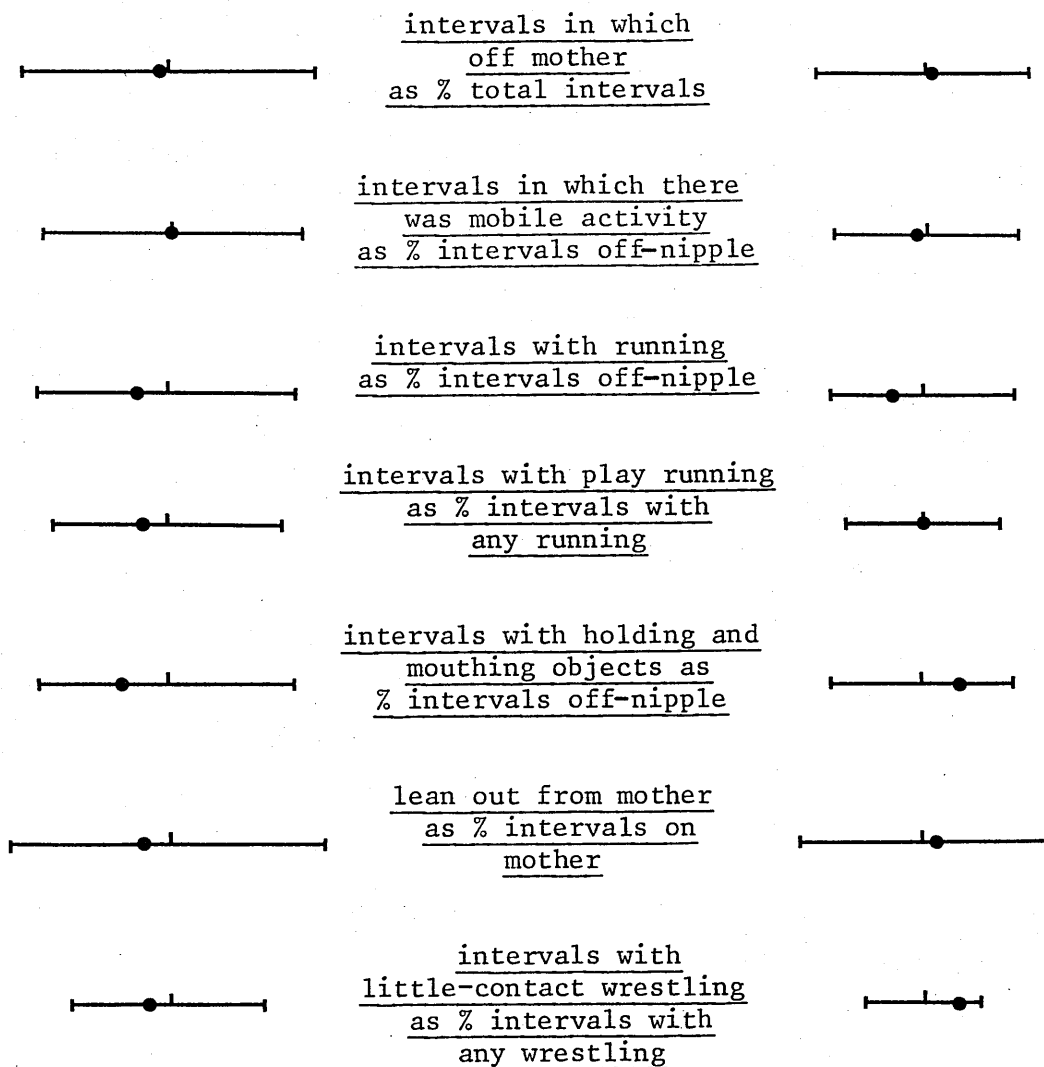 intervals in which
off mother
as % total intervals
intervals in which there
was mobile activity
as % intervals off-nipple
intervals with running
as % intervals off-nipple
intervals with play running
as % intervals with
any running
intervals with holding and
mouthing objects as
% intervals off-nipple
lean out from mother
as % intervals on
mother
intervals with
little-contact wrestling
as % intervals with
any wrestling